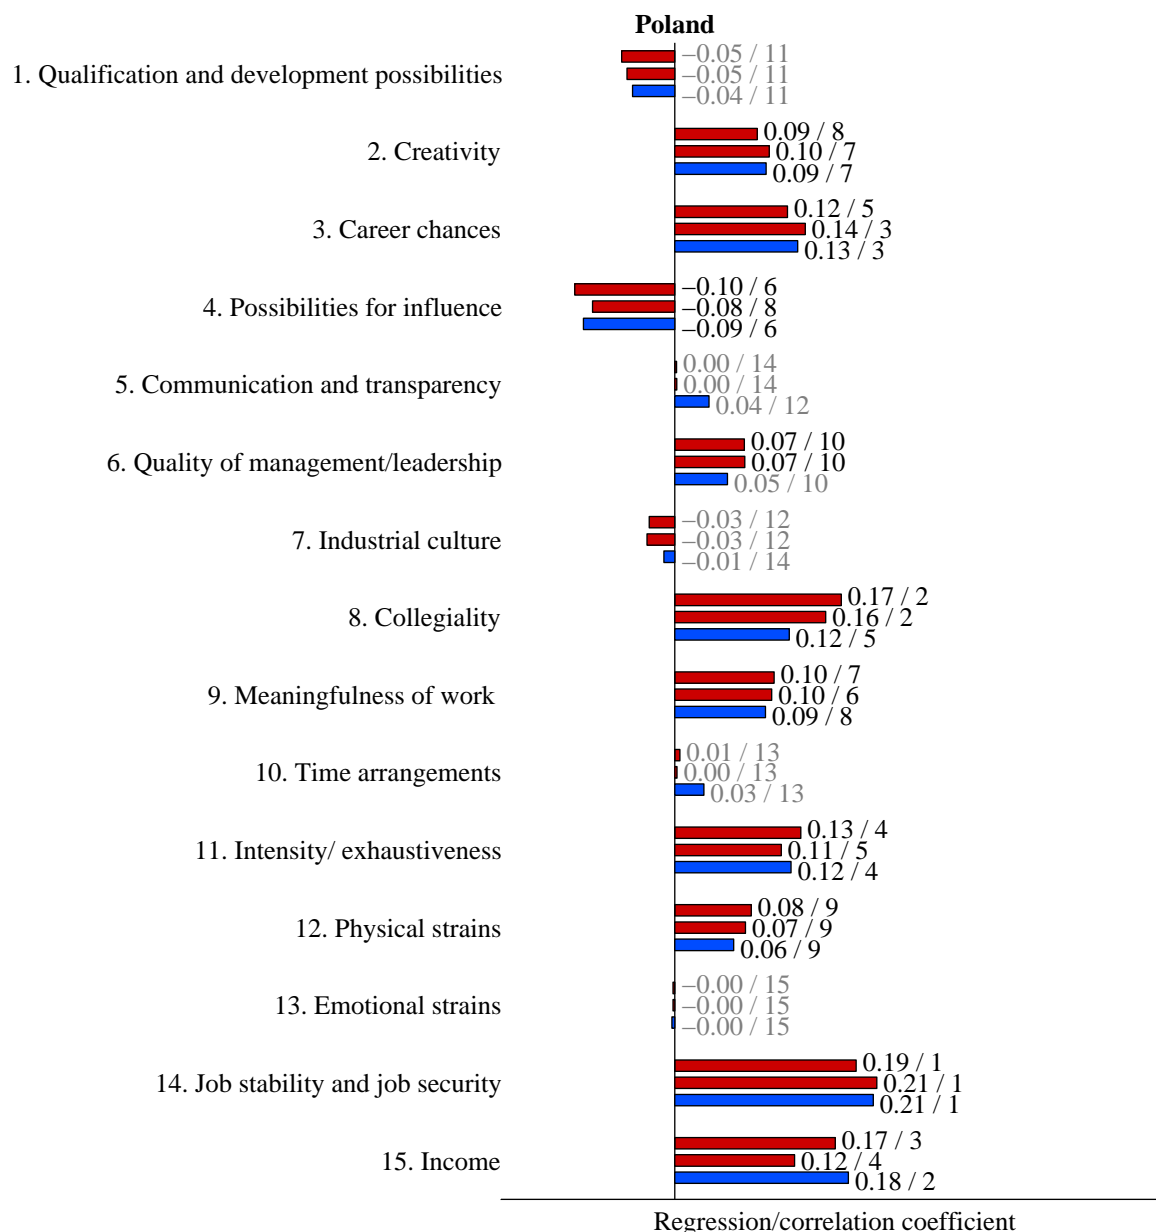 Poland
–0.05 / 11
1. Qualification and development possibilities
–0.05 / 11
–0.04 / 11
0.09 / 8
2. Creativity
0.10 / 7
0.09 / 7
0.12 / 5
3. Career chances
0.14 / 3
0.13 / 3
–0.10 / 6
4. Possibilities for influence
–0.08 / 8
–0.09 / 6
0.00 / 14
5. Communication and transparency
0.00 / 14
0.04 / 12
0.07 / 10
6. Quality of management/leadership
0.07 / 10
0.05 / 10
–0.03 / 12
7. Industrial culture
–0.03 / 12
–0.01 / 14
0.17 / 2
8. Collegiality
0.16 / 2
0.12 / 5
0.10 / 7
9. Meaningfulness of work
0.10 / 6
0.09 / 8
0.01 / 13
10. Time arrangements
0.00 / 13
0.03 / 13
0.13 / 4
11. Intensity/ exhaustiveness
0.11 / 5
0.12 / 4
0.08 / 9
12. Physical strains
0.07 / 9
0.06 / 9
–0.00 / 15
13. Emotional strains
–0.00 / 15
–0.00 / 15
0.19 / 1
14. Job stability and job security
0.21 / 1
0.21 / 1
0.17 / 3
15. Income
0.12 / 4
0.18 / 2
Regression/correlation coefficient